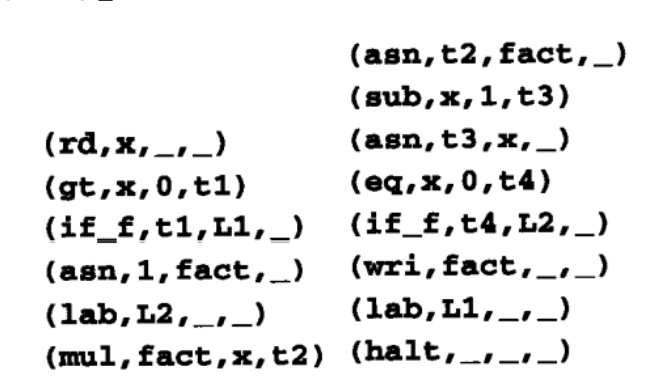 (rd,x,_,_)
(gt,x,0,t1)
(if_f,t1,L1,_)
(asn,1,fact,_)
(lab,L2,_,_)
(mul,fact,x,t2)
(asn,t2,fact,_)
(sub,x,1,t3)
(asn,t3,x,_)
(eq,x,0,t4)
(if_f,t4,L2,_)
(wri,fact,_,_)
(lab,L1,_,_)
(halt,_,_,_)